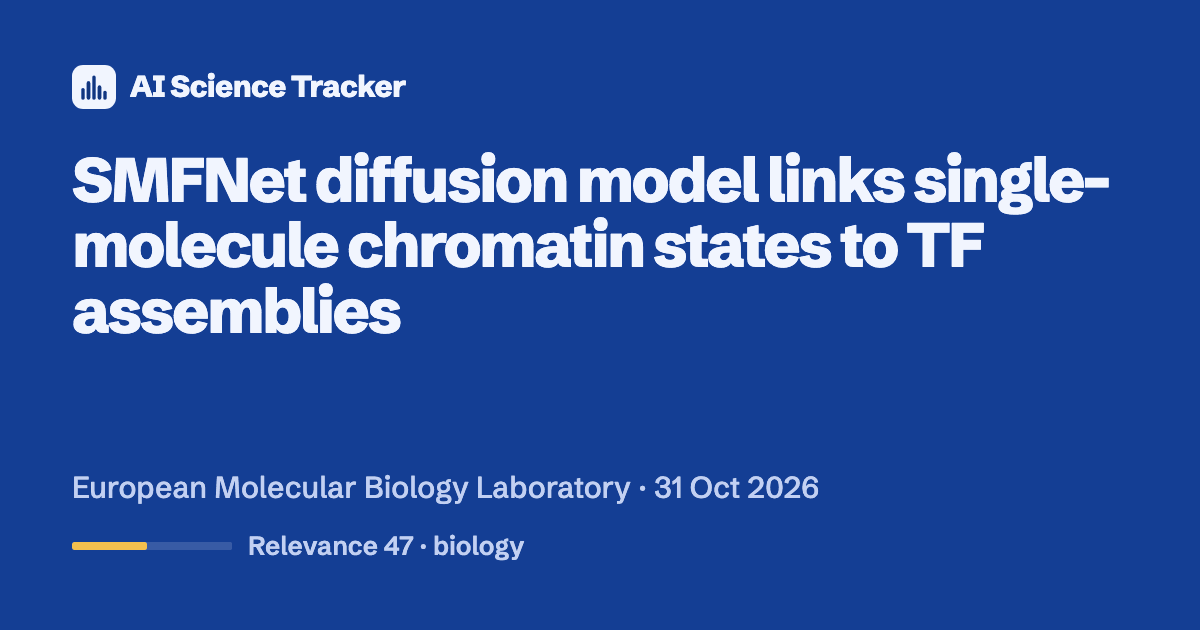 AI Science Tracker
SMFNet diffusion model links single-
molecule chromatin states to TF
assemblies
European Molecular Biology Laboratory · 31 Oct 2026
Relevance 47 · biology